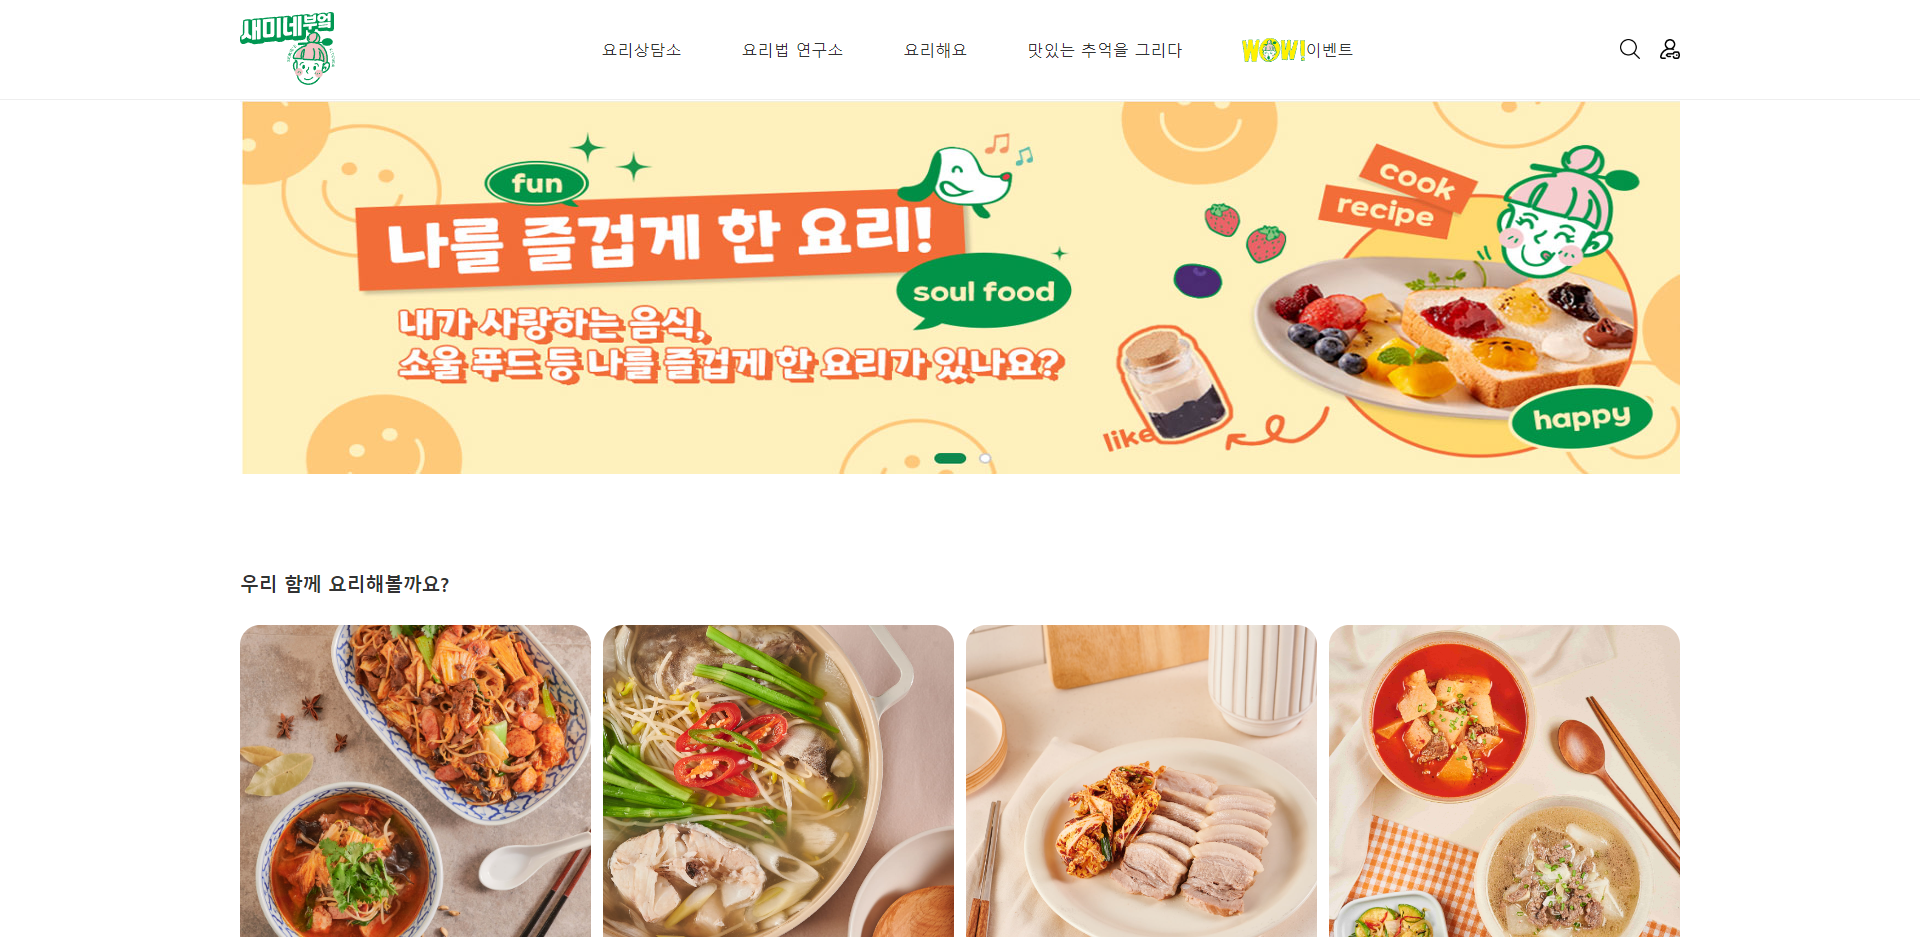 새미네부엌
요리상담소
요리법 연구소
요리해요
맛있는 추억을 그리다
WOW!이벤트
fun
나를 즐겁게 한 요리!
soul food
내가 사랑하는 음식,
소울 푸드 등 나를 즐겁게 한 요리가 있나요?
cook
recipe
like
happy
우리 함께 요리해볼까요?